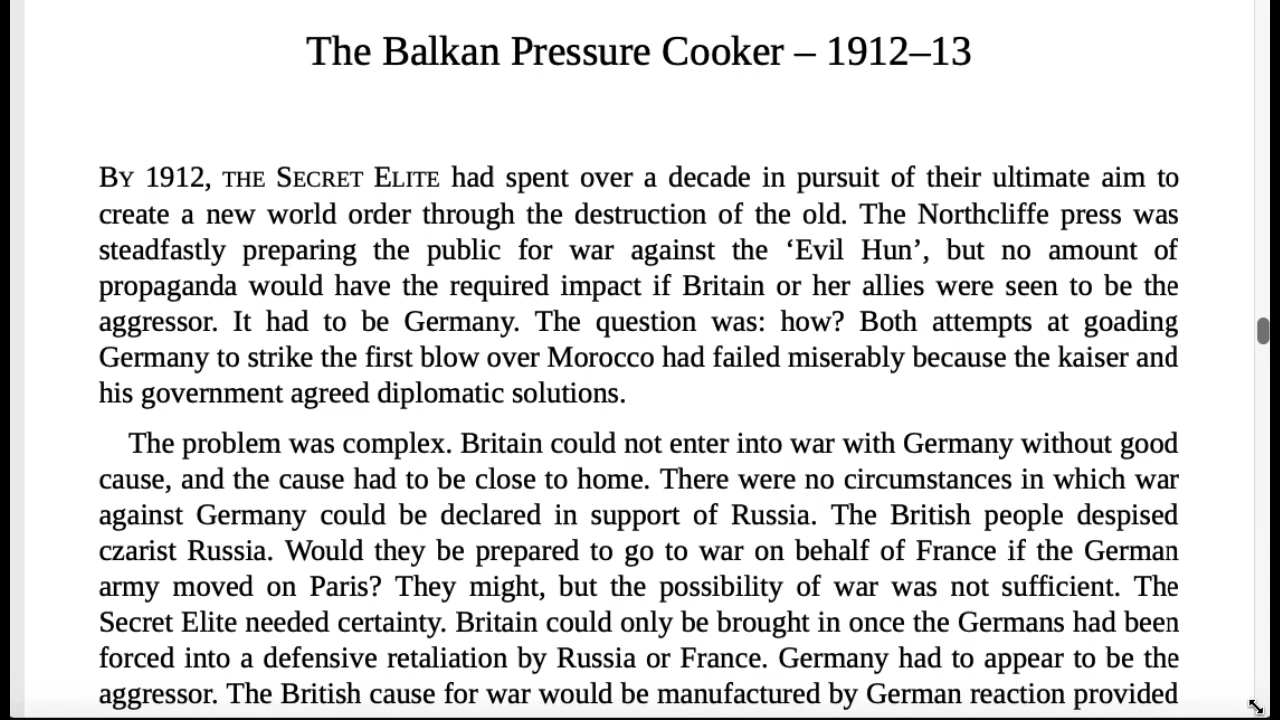 The Balkan Pressure Cooker – 1912–13
BY 1912, THE SECRET ELITE had spent over a decade in pursuit of their ultimate aim to
create a new world order through the destruction of the old. The Northcliffe press was
steadfastly preparing the public for war against the ‘Evil Hun’, but no amount of
propaganda would have the required impact if Britain or her allies were seen to be the
aggressor. It had to be Germany. The question was: how? Both attempts at goading
Germany to strike the first blow over Morocco had failed miserably because the kaiser and
his government agreed diplomatic solutions.
The problem was complex. Britain could not enter into war with Germany without good
cause, and the cause had to be close to home. There were no circumstances in which war
against Germany could be declared in support of Russia. The British people despised
czarist Russia. Would they be prepared to go to war on behalf of France if the German
army moved on Paris? They might, but the possibility of war was not sufficient. The
Secret Elite needed certainty. Britain could only be brought in once the Germans had been
forced into a defensive retaliation by Russia or France. Germany had to appear to be the
aggressor. The British cause for war would be manufactured by German reaction provided